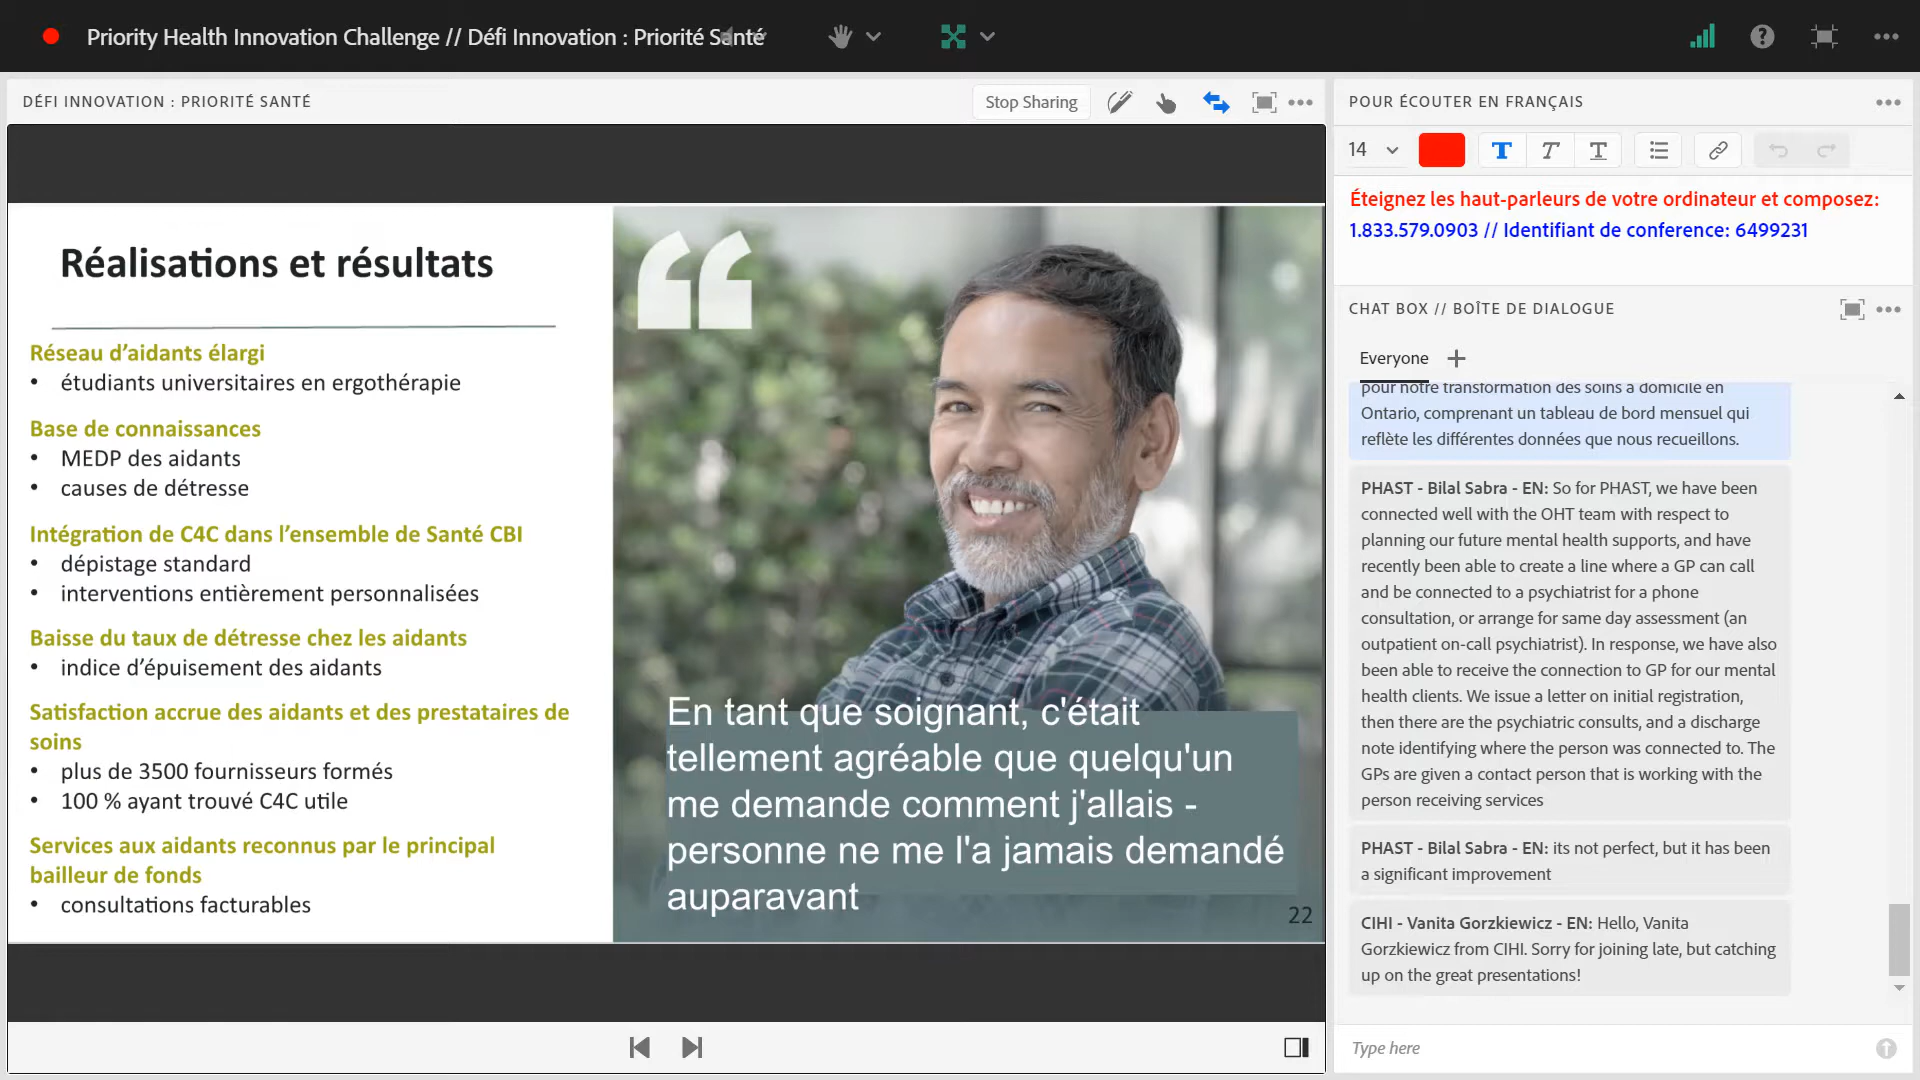 Priority Health Innovation Challenge // Défi Innovation : Priorité Santé
DÉFI INNOVATION : PRIORITÉ SANTÉ
Stop Sharing
Réalisations et résultats
Réseau d’aidants élargi
• étudiants universitaires en ergothérapie
Base de connaissances
• MEDP des aidants
• causes de détresse
Intégration de C4C dans l’ensemble de Santé CBI
• dépistage standard
• interventions entièrement personnalisées
Baisse du taux de détresse chez les aidants
• indice d’épuisement des aidants
Satisfaction accrue des aidants et des prestataires de
soins
• plus de 3500 fournisseurs formés
• 100 % ayant trouvé C4C utile
Services aux aidants reconnus par le principal
bailleur de fonds
• consultations facturables
“
En tant que soignant, c'était
tellement agréable que quelqu'un
me demande comment j'allais -
personne ne me l'a jamais demandé
auparavant
22
POUR ÉCOUTER EN FRANÇAIS
14
T T T
Éteignez les haut-parleurs de votre ordinateur et composez:
1.833.579.0903 // Identifiant de conference: 6499231
CHAT BOX // BOÎTE DE DIALOGUE
Everyone
pour notre transformation des soins à domicile en
Ontario, comprenant un tableau de bord mensuel qui
reflète les différentes données que nous recueillons.
PHAST - Bilal Sabra - EN: So for PHAST, we have been
connected well with the OHT team with respect to
planning our future mental health supports, and have
recently been able to create a line where a GP can call
and be connected to a psychiatrist for a phone
consultation, or arrange for same day assessment (an
outpatient on-call psychiatrist). In response, we have also
been able to receive the connection to GP for our mental
health clients. We issue a letter on initial registration,
then there are the psychiatric consults, and a discharge
note identifying where the person was connected to. The
GPs are given a contact person that is working with the
person receiving services
PHAST - Bilal Sabra - EN: its not perfect, but it has been
a significant improvement
CIHI - Vanita Gorzkiewicz - EN: Hello, Vanita
Gorzkiewicz from CIHI. Sorry for joining late, but catching
up on the great presentations!
Type here